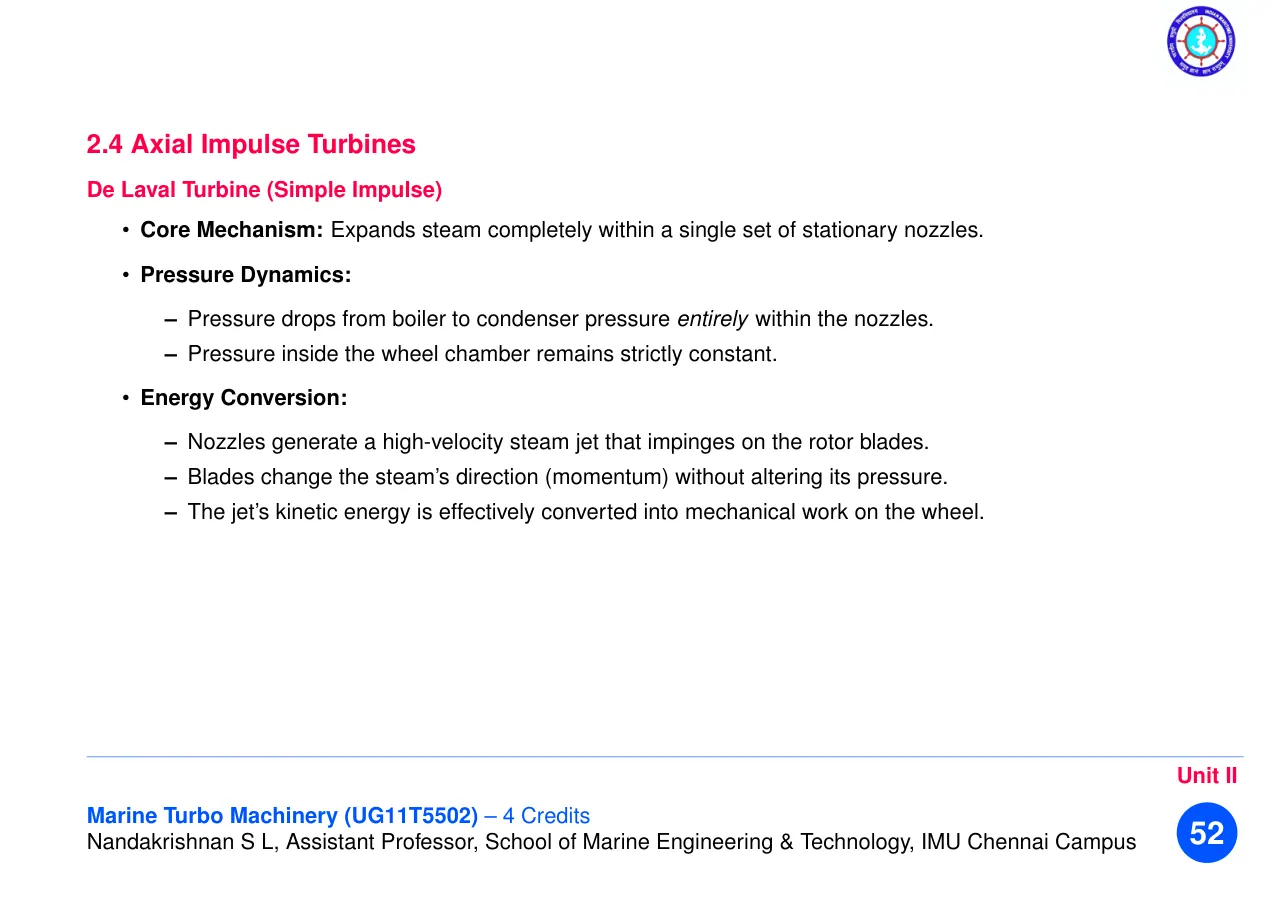 2.4 Axial Impulse Turbines
De Laval Turbine (Simple Impulse)
• Core Mechanism: Expands steam completely within a single set of stationary nozzles.
• Pressure Dynamics:
– Pressure drops from boiler to condenser pressure entirely within the nozzles.
– Pressure inside the wheel chamber remains strictly constant.
• Energy Conversion:
– Nozzles generate a high-velocity steam jet that impinges on the rotor blades.
– Blades change the steam's direction (momentum) without altering its pressure.
– The jet's kinetic energy is effectively converted into mechanical work on the wheel.
Unit II
Marine Turbo Machinery (UG11T5502) – 4 Credits
Nandakrishnan S L, Assistant Professor, School of Marine Engineering & Technology, IMU Chennai Campus
52